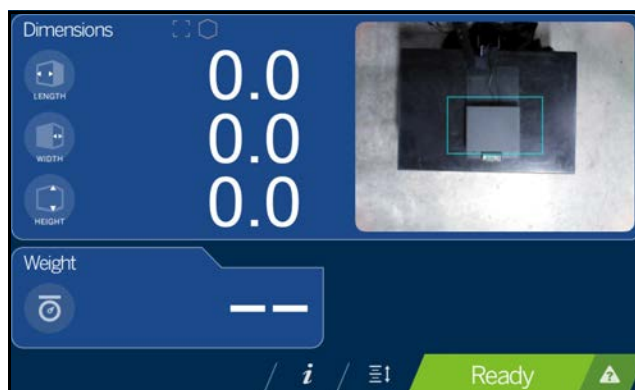 Dimensions
LENGTH 0.0
WIDTH 0.0
HEIGHT 0.0
Weight
——
i
Ready
?